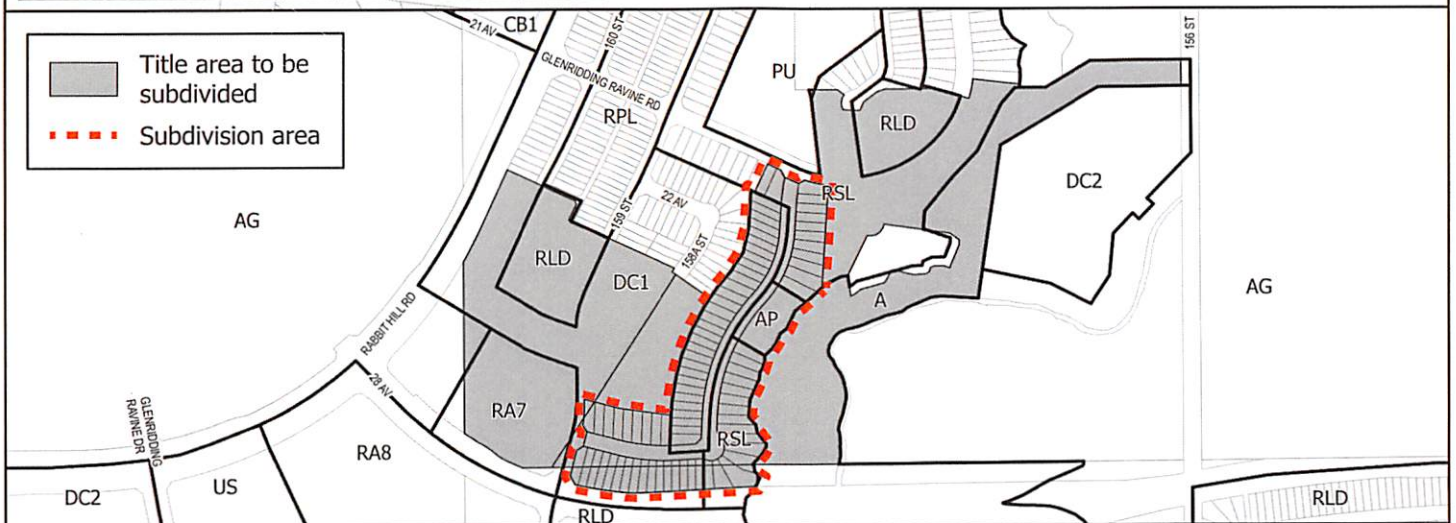 Title area to be
subdivided
Subdivision area
21 AV
CB1
160 ST
156 ST
GLENRIDDING RAVINE RD
PU
RPL
RLD
DC2
RSL
AG
22 AV
159 ST
158A ST
RLD
DC1
AG
A
AP
RABBIT HILL RD
28 AV
RA7
GLENRIDDING
RAVINE DR
RSL
RA8
DC2
US
RLD
RLD